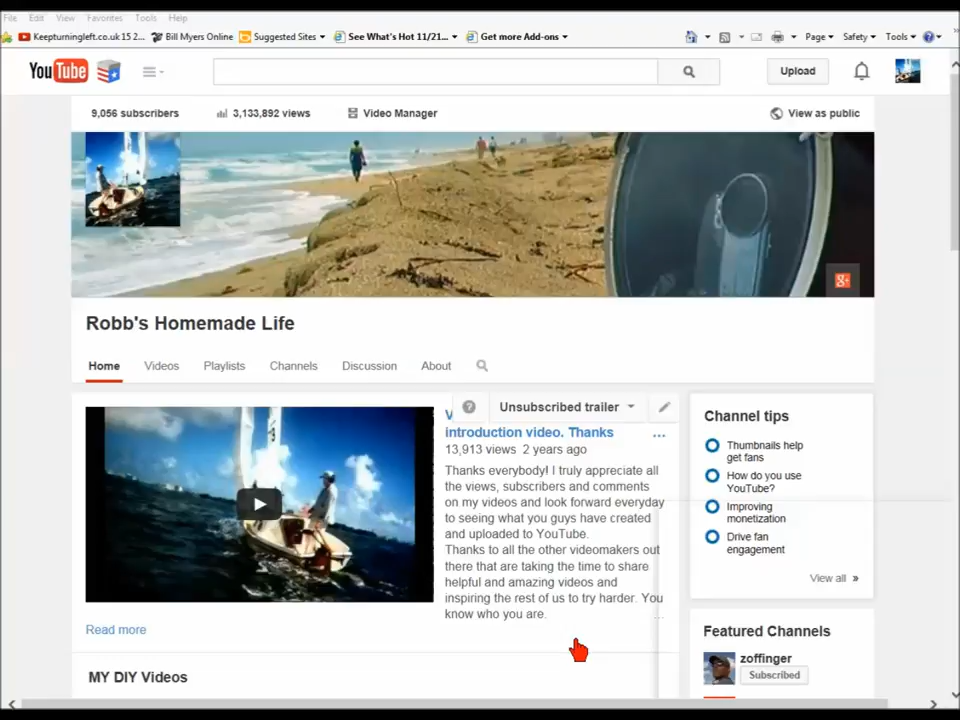 File Edit View Favorites Tools Help
Keepturningleft.co.uk 15 2... Bill Myers Online Suggested Sites See What's Hot 11/21... Get more Add-ons Page Safety Tools
YouTube Upload
9,056 subscribers 3,133,892 views Video Manager View as public
Robb's Homemade Life
Home Videos Playlists Channels Discussion About
Unsubscribed trailer
introduction video. Thanks ...
13,913 views 2 years ago
Thanks everybody! I truly appreciate all
the views, subscribers and comments
on my videos and look forward everyday
to seeing what you guys have created
and uploaded to YouTube.
Thanks to all the other videomakers out
there that are taking the time to share
helpful and amazing videos and
inspiring the rest of us to try harder. You
know who you are.
...
Read more
MY DIY Videos
Channel tips
Thumbnails help
get fans
How do you use
YouTube?
Improving
monetization
Drive fan
engagement
View all »
Featured Channels
zoffinger
Subscribed